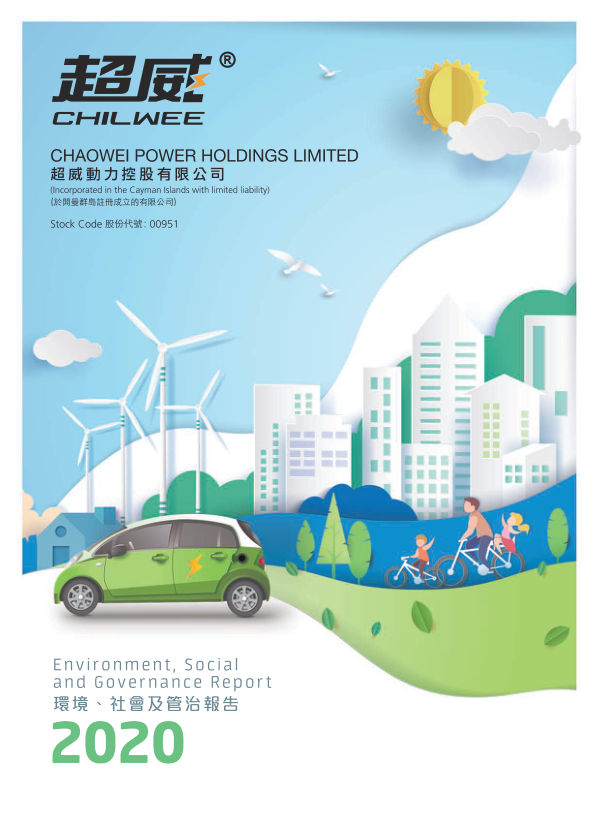 超威®
CHILWEE
CHAOWEI POWER HOLDINGS LIMITED
超威動力控股有限公司
(Incorporated in the Cayman Islands with limited liability)
(於開曼群島註冊成立的有限公司)
Stock Code 股份代號: 00951
Environment, Social
and Governance Report
環境、社會及管治報告
2020